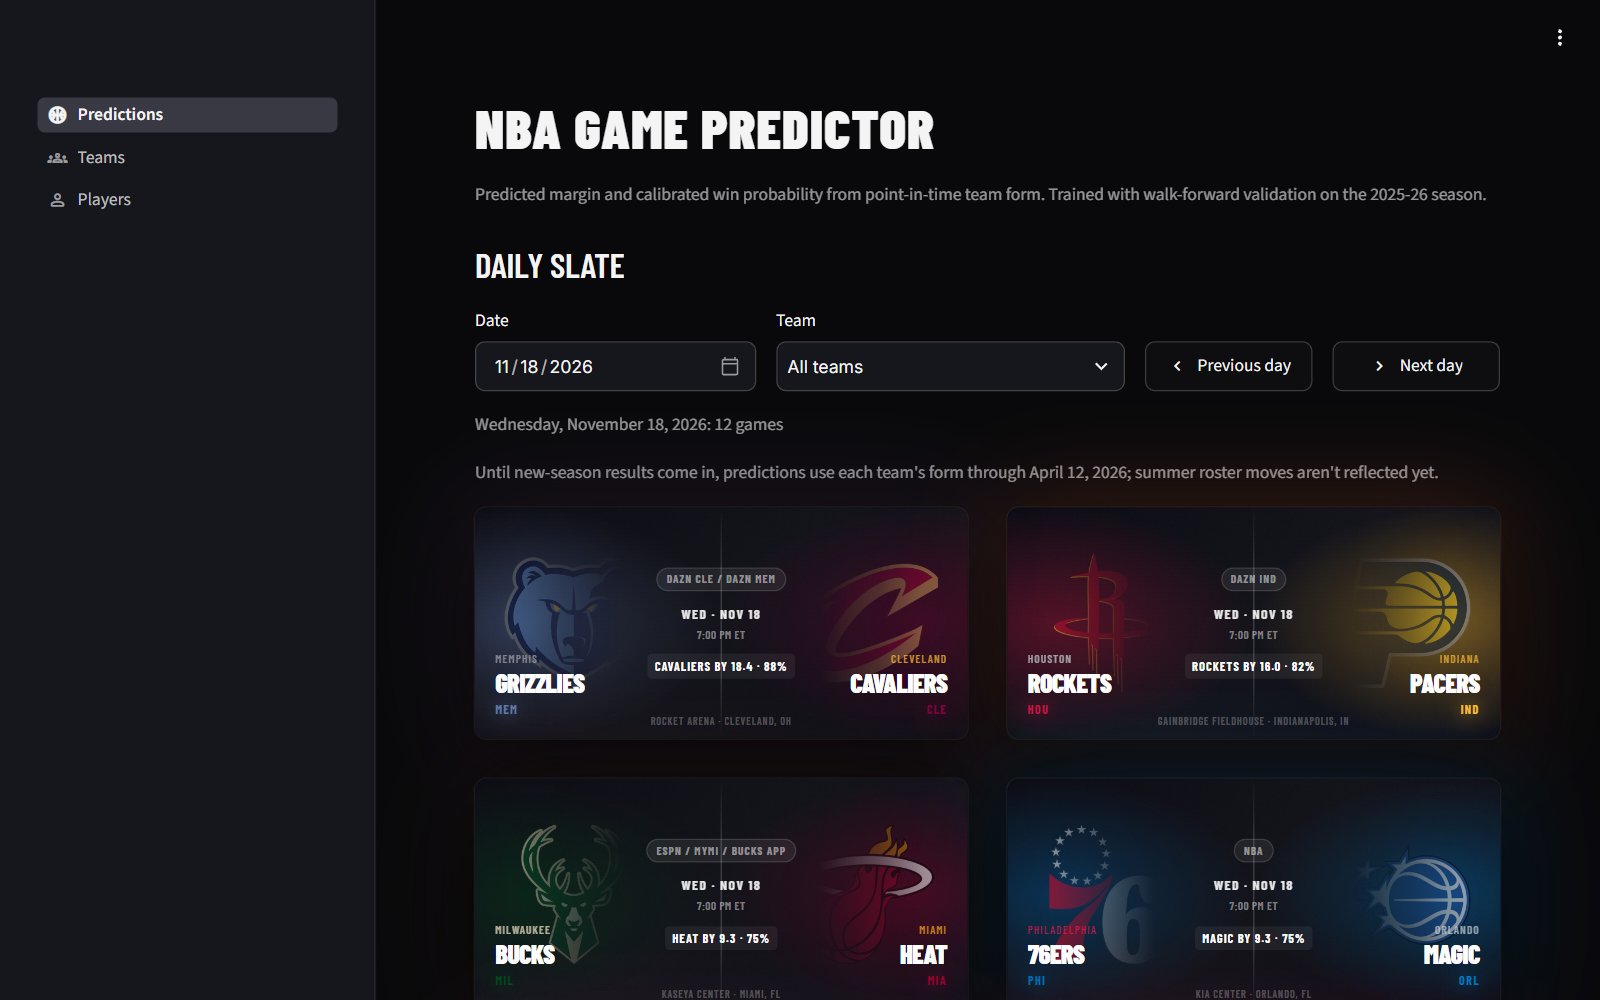 Predictions
Teams
Players
NBA GAME PREDICTOR
Predicted margin and calibrated win probability from point-in-time team form. Trained with walk-forward validation on the 2025-26 season.
DAILY SLATE
Date
Team
11/18/2026
All teams
Previous day
Next day
Wednesday, November 18, 2026: 12 games
Until new-season results come in, predictions use each team's form through April 12, 2026; summer roster moves aren't reflected yet.
DAZN CLE / DAZN MEM
WED · NOV 18
7:00 PM ET
CAVALIERS BY 18.4 · 88%
MEMPHIS
GRIZZLIES
MEM
CLEVELAND
CAVALIERS
CLE
ROCKET ARENA · CLEVELAND, OH
DAZN IND
WED · NOV 18
7:00 PM ET
ROCKETS BY 16.0 · 82%
HOUSTON
ROCKETS
HOU
INDIANA
PACERS
IND
GAINBRIDGE FIELDHOUSE · INDIANAPOLIS, IN
ESPN / MYMI / BUCKS APP
WED · NOV 18
7:00 PM ET
HEAT BY 9.3 · 75%
MILWAUKEE
BUCKS
MIL
MIAMI
HEAT
MIA
KASEYA CENTER · MIAMI, FL
NBA
WED · NOV 18
7:00 PM ET
MAGIC BY 9.3 · 75%
76
PHILADELPHIA
76ERS
PHI
ORLANDO
MAGIC
ORL
KIA CENTER · ORLANDO, FL